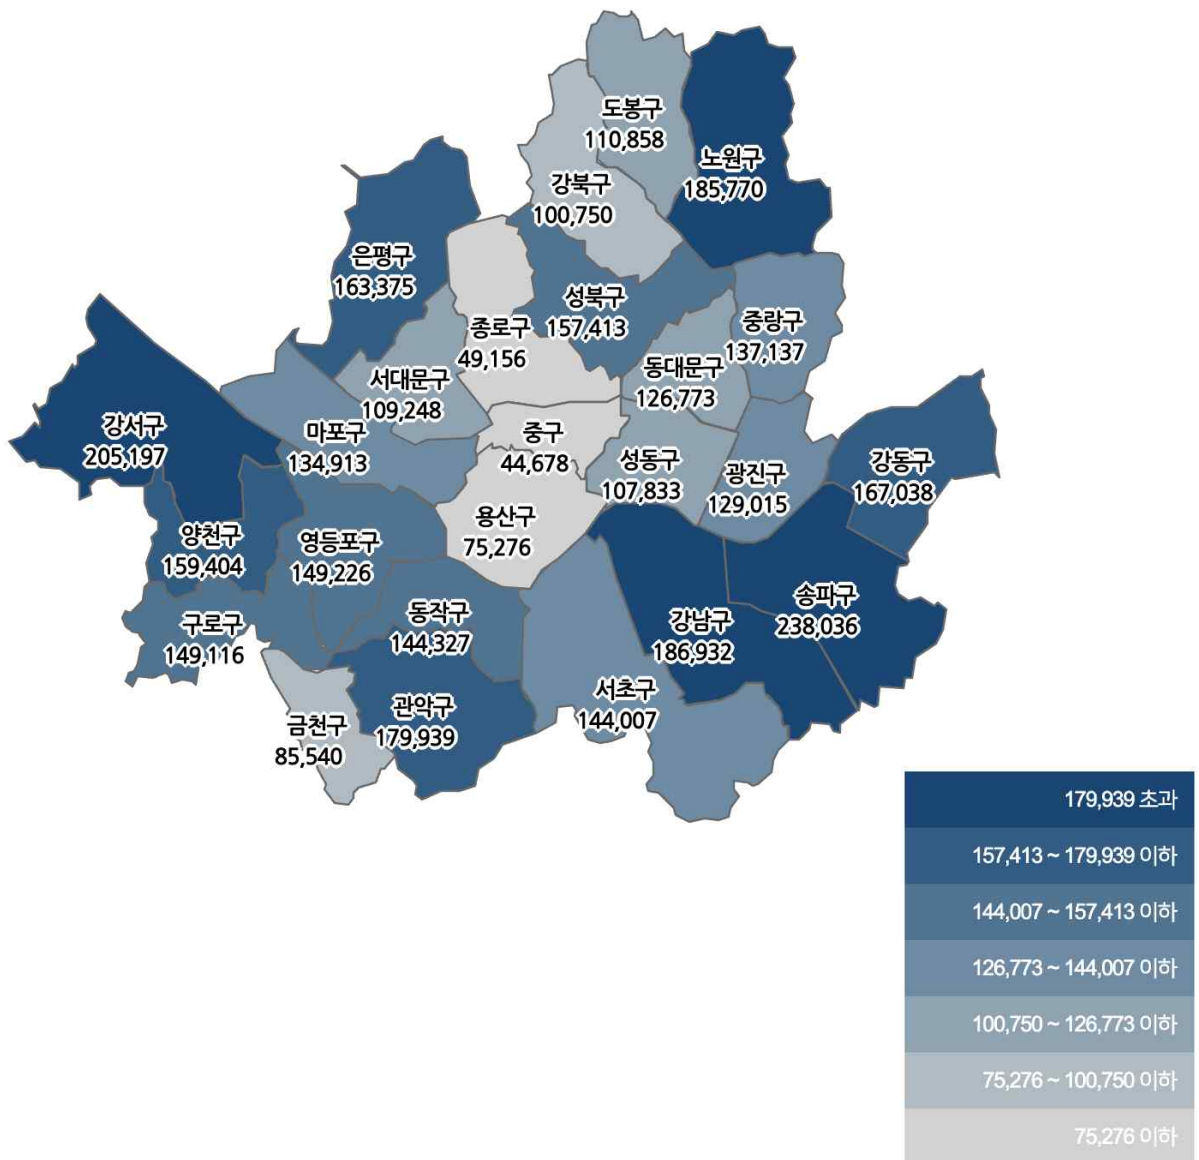 도봉구
110,858
노원구
185,770
강북구
100,750
은평구
163,375
성북구
157,413
중랑구
137,137
종로구
49,156
동대문구
126,773
서대문구
109,248
강서구
205,197
마포구
134,913
중구
44,678
성동구
107,833
광진구
129,015
강동구
167,038
양천구
159,404
영등포구
149,226
용산구
75,276
구로구
149,116
동작구
144,327
강남구
186,932
송파구
238,036
서초구
144,007
금천구
85,540
관악구
179,939
179,939 초과
157,413 ~ 179,939 이하
144,007 ~ 157,413 이하
126,773 ~ 144,007 이하
100,750 ~ 126,773 이하
75,276 ~ 100,750 이하
75,276 이하